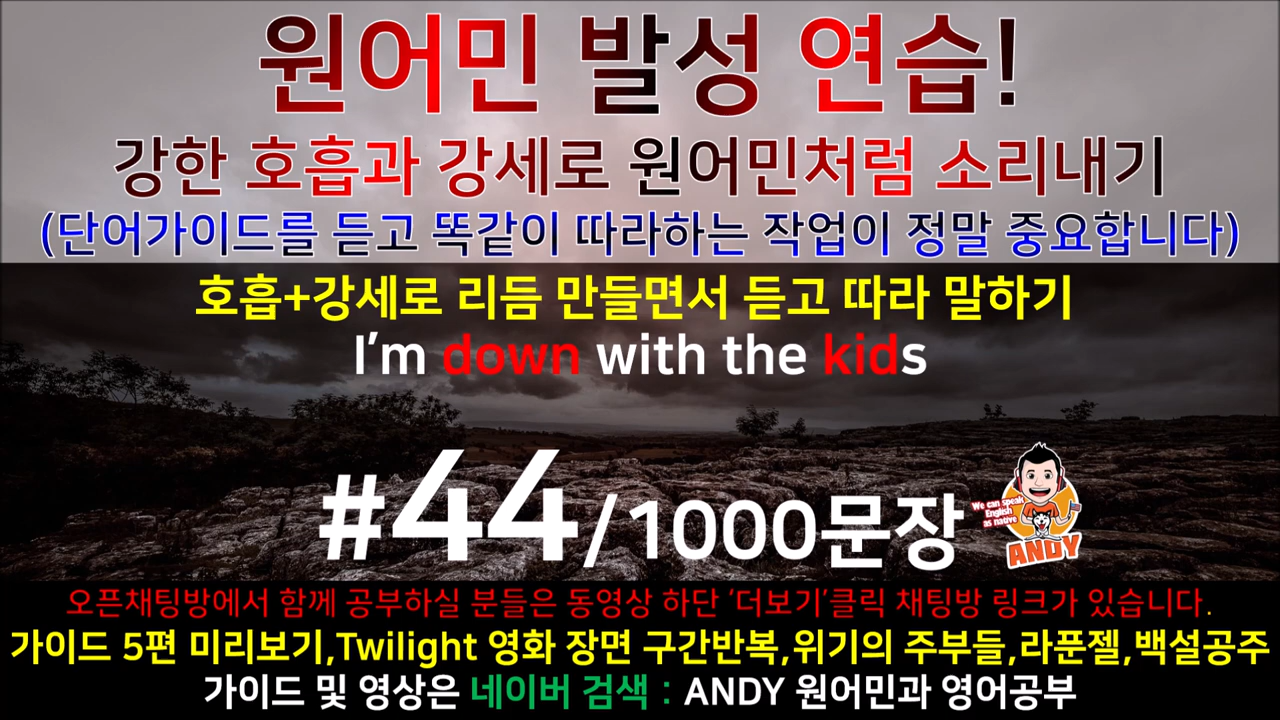 원어민 발성 연습!
강한 호흡과 강세로 원어민처럼 소리내기
(단어가이드를 듣고 똑같이 따라하는 작업이 정말 중요합니다)
호흡+강세로 리듬 만들면서 듣고 따라 말하기
I'm down with the kids
#44/1000문장
We can speak
English
as native
ANDY
오픈채팅방에서 함께 공부하실 분들은 동영상 하단 ‘더보기’클릭 채팅방 링크가 있습니다.
가이드 5편 미리보기,Twilight 영화 장면 구간반복,위기의 주부들,라푼젤,백설공주
가이드 및 영상은 네이버 검색 : ANDY 원어민과 영어공부